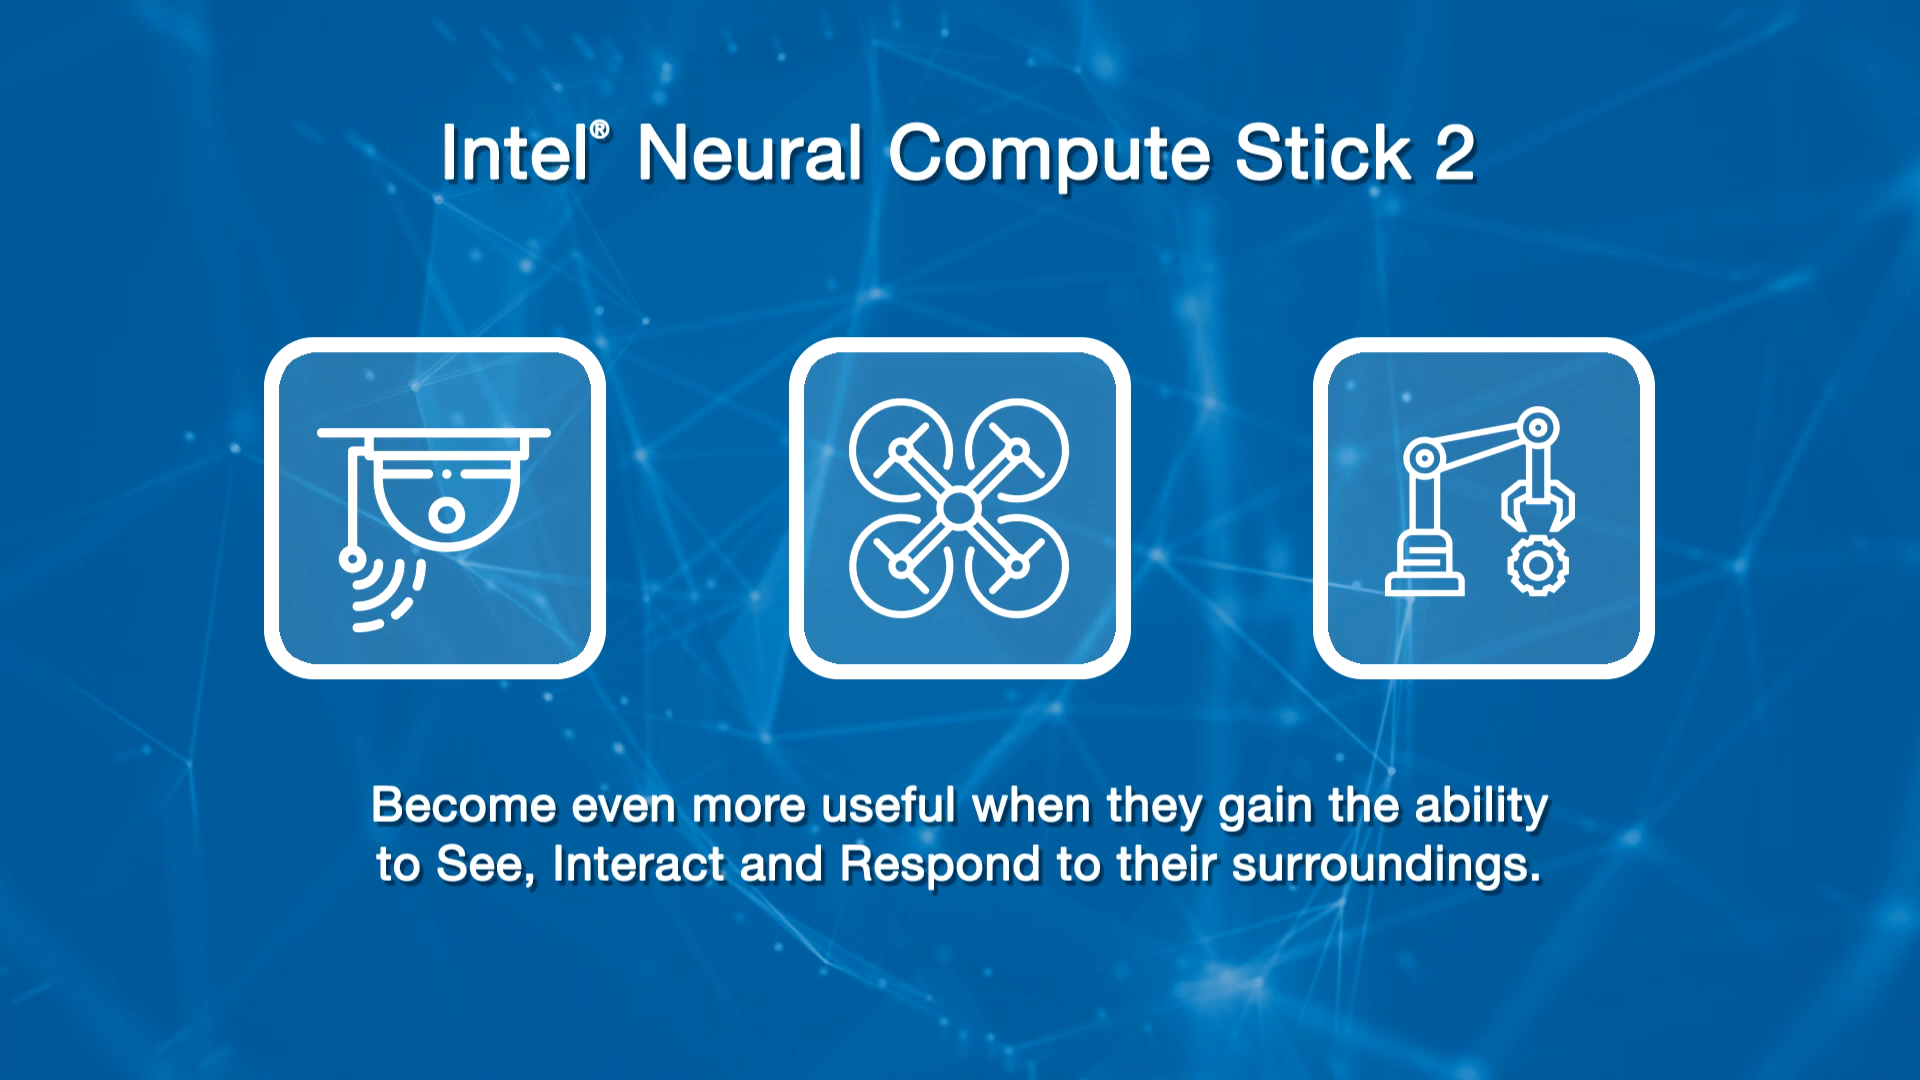 Intel® Neural Compute Stick 2
Become even more useful when they gain the ability
to See, Interact and Respond to their surroundings.